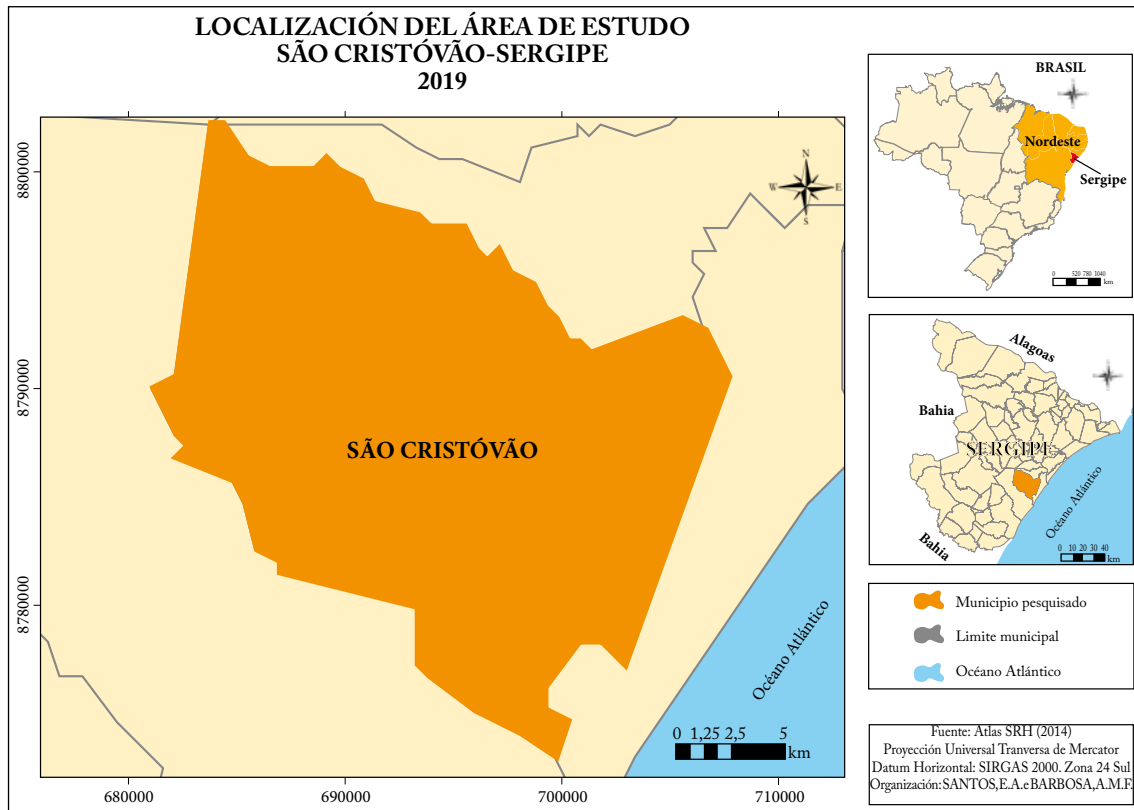 LOCALIZACIÓN DEL ÁREA DE ESTUDO
SÃO CRISTÓVÃO-SERGIPE
2019
8800000
8790000
8780000
680000
690000
700000
710000
N
W
E
S
SÃO CRISTÓVÃO
Océano Atlántico
0 1,25 2,5 5
km
BRASIL
Nordeste
Sergipe
0 520 780 1040
km
Alagoas
Bahia
SERGIPE
Bahia
Océano Atlántico
0 10 20 30 40
km
Municipio pesquisado
Limite municipal
Océano Atlántico
Fuente: Atlas SRH (2014)
Proyección Universal Tranversa de Mercator
Datum Horizontal: SIRGAS 2000. Zona 24 Sul
Organización: SANTOS,E.A.e BARBOSA,A.M.F.